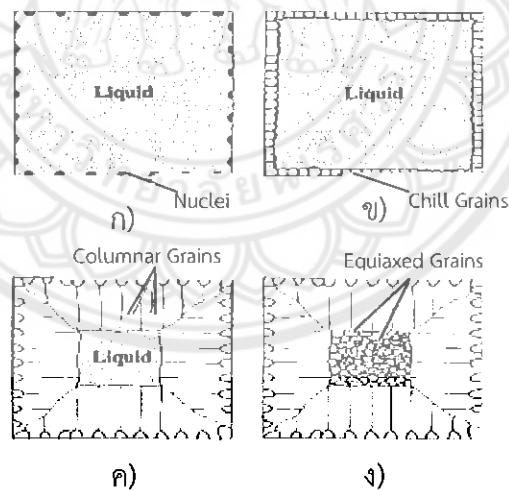 Liquid
Liquid
Nuclei
Chill Grains
ก)
ข)
Columnar Grains
Equiaxed Grains
Liquid
ค)
ง)